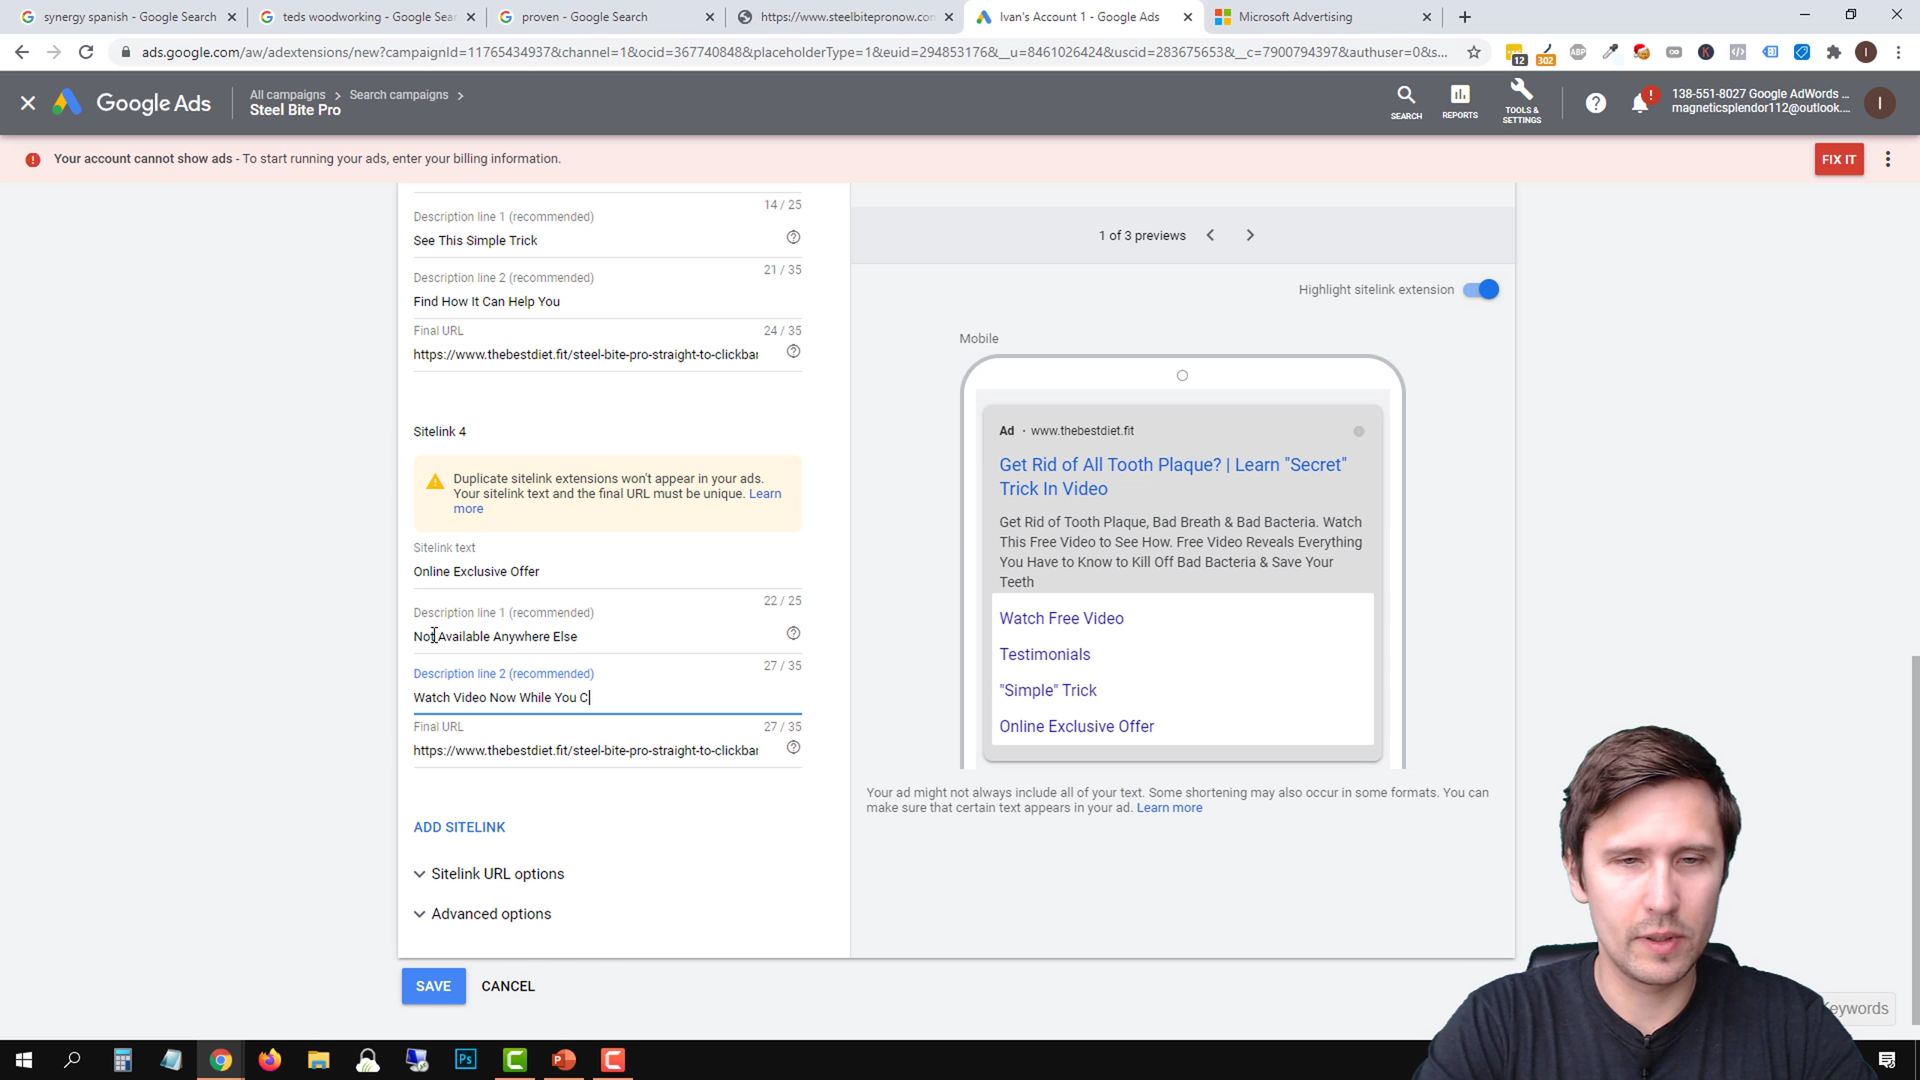 synergy spanish - Google Search
teds woodworking - Google Sear
proven - Google Search
https://www.steelbitepronow.con
Ivan's Account 1 - Google Ads
Microsoft Advertising
ads.google.com/aw/adextensions/new?campaignId=11765434937&channel=1&ocid=367740848&placeholderType=1&euid=294853176&__u=8461026424&uscid=283675653&__c=7900794397&authuser=0&s...
12
302
ABP
I
Google Ads
All campaigns
Search campaigns
Steel Bite Pro
SEARCH
REPORTS
TOOLS &
SETTINGS
138-551-8027 Google AdWords ...
magneticsplendor112@outlook....
I
Your account cannot show ads - To start running your ads, enter your billing information.
FIX IT
14 / 25
Description line 1 (recommended)
See This Simple Trick
21 / 35
Description line 2 (recommended)
Find How It Can Help You
24 / 35
Final URL
https://www.thebestdiet.fit/steel-bite-pro-straight-to-clickbar
Sitelink 4
Duplicate sitelink extensions won't appear in your ads.
Your sitelink text and the final URL must be unique. Learn
more
Sitelink text
Online Exclusive Offer
22 / 25
Description line 1 (recommended)
Not Available Anywhere Else
27 / 35
Description line 2 (recommended)
Watch Video Now While You C
27 / 35
Final URL
https://www.thebestdiet.fit/steel-bite-pro-straight-to-clickbar
ADD SITELINK
Sitelink URL options
Advanced options
SAVE
CANCEL
1 of 3 previews
Highlight sitelink extension
Mobile
Ad · www.thebestdiet.fit
Get Rid of All Tooth Plaque? | Learn "Secret"
Trick In Video
Get Rid of Tooth Plaque, Bad Breath & Bad Bacteria. Watch
This Free Video to See How. Free Video Reveals Everything
You Have to Know to Kill Off Bad Bacteria & Save Your
Teeth
Watch Free Video
Testimonials
"Simple" Trick
Online Exclusive Offer
Your ad might not always include all of your text. Some shortening may also occur in some formats. You can
make sure that certain text appears in your ad. Learn more
Keywords
Ps